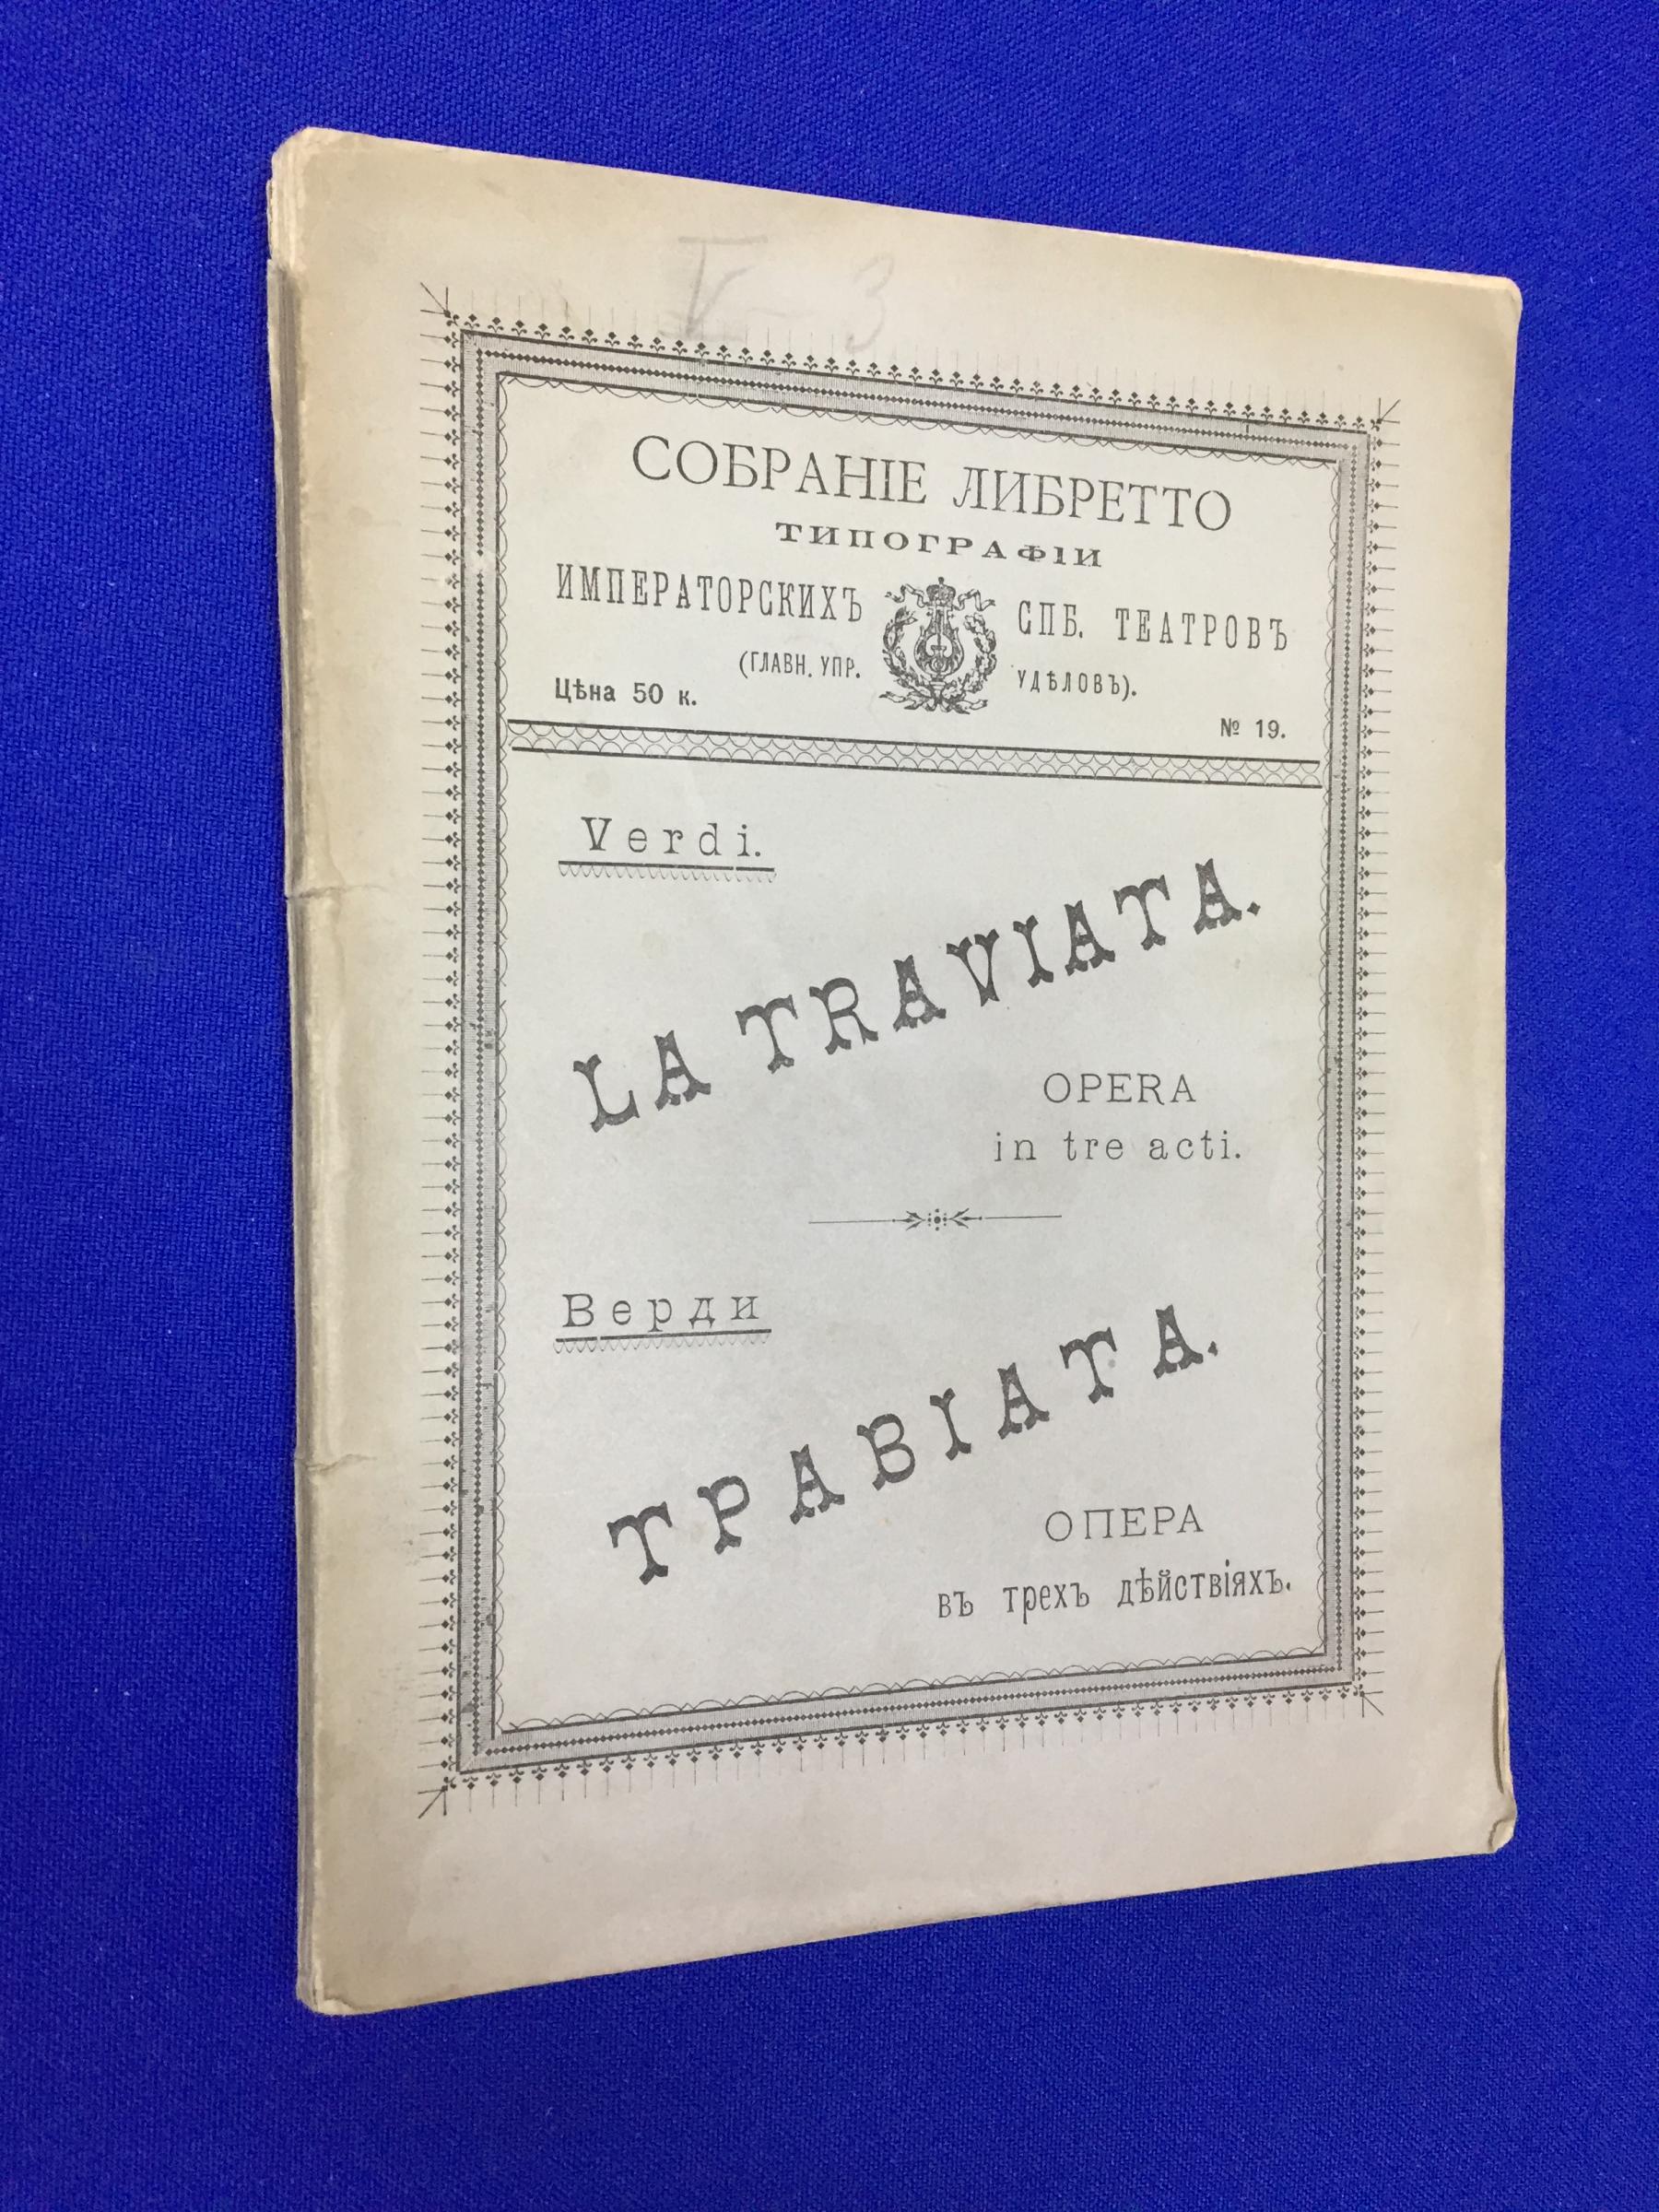 V-3
СОБРАНІЕ ЛИБРЕТТО
ТИПОГРАФІИ
ИМПЕРАТОРСКИХЪ СПБ. ТЕАТРОВЪ
(ГЛАВН. УПР. УДѢЛОВЪ).
Цѣна 50 к.
№ 19.
Verdi.
LA TRAVIATA.
OPERA
in tre acti.
Верди
ТРАВІАТА.
ОПЕРА
въ трехъ дѣйствіяхъ.